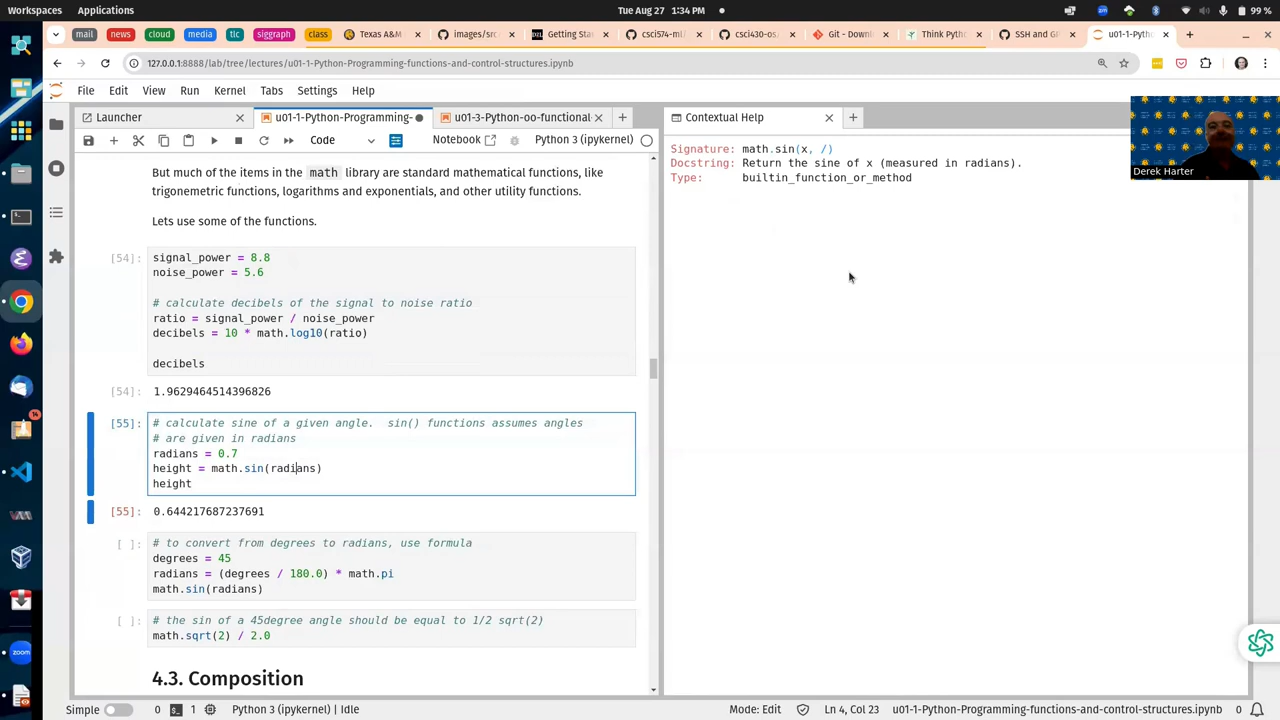 Workspaces Applications Tue Aug 27 1:34 PM 99 %
mail news cloud media tlc siggraph class Texas A&M images/src Getting Sta csci574-ml csci430-os Git - Downl Think Pyth SSH and G u01-1-Pyth
127.0.0.1:8888/lab/tree/lectures/u01-1-Python-Programming-functions-and-control-structures.ipynb
File Edit View Run Kernel Tabs Settings Help
Launcher u01-1-Python-Programming- u01-3-Python-oo-functional Contextual Help
Code Notebook Python 3 (ipykernel)
But much of the items in the math library are standard mathematical functions, like
trigonemetric functions, logarithms and exponentials, and other utility functions.
Lets use some of the functions.
[54]: signal_power = 8.8
noise_power = 5.6
# calculate decibels of the signal to noise ratio
ratio = signal_power / noise_power
decibels = 10 * math.log10(ratio)
decibels
[54]: 1.9629464514396826
[55]: # calculate sine of a given angle. sin() functions assumes angles
# are given in radians
radians = 0.7
height = math.sin(radians)
height
[55]: 0.644217687237691
[ ]: # to convert from degrees to radians, use formula
degrees = 45
radians = (degrees / 180.0) * math.pi
math.sin(radians)
[ ]: # the sin of a 45degree angle should be equal to 1/2 sqrt(2)
math.sqrt(2) / 2.0
4.3. Composition
Signature: math.sin(x, /)
Docstring: Return the sine of x (measured in radians).
Type: builtin_function_or_method
Derek Harter
14
zoom
Simple 0 1 Python 3 (ipykernel) | Idle Mode: Edit Ln 4, Col 23 u01-1-Python-Programming-functions-and-control-structures.ipynb 0